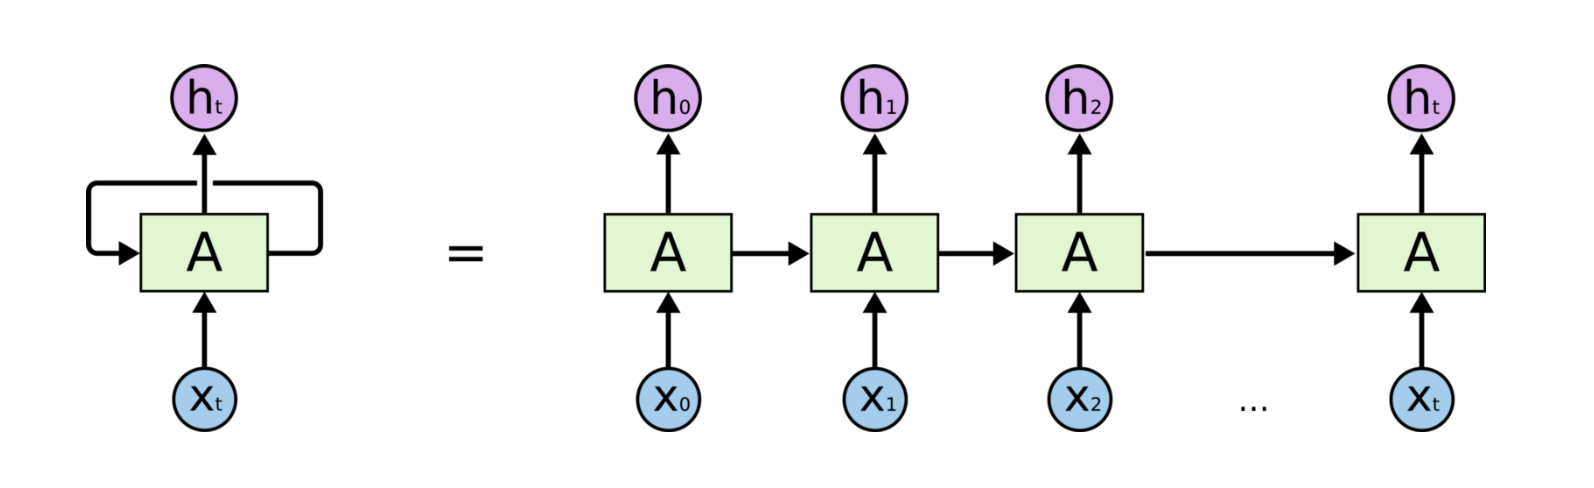 hₜ h₀ h₁ h₂ hₜ
A = A A A A
xₜ x₀ x₁ x₂ ... xₜ